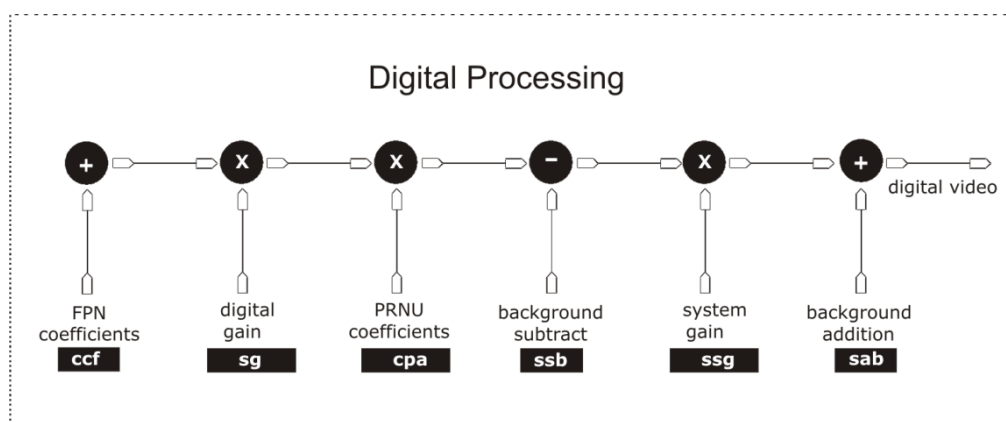 Digital Processing
+ X X − X +
digital video
FPN
coefficients
ccf
digital
gain
sg
PRNU
coefficients
cpa
background
subtract
ssb
system
gain
ssg
background
addition
sab